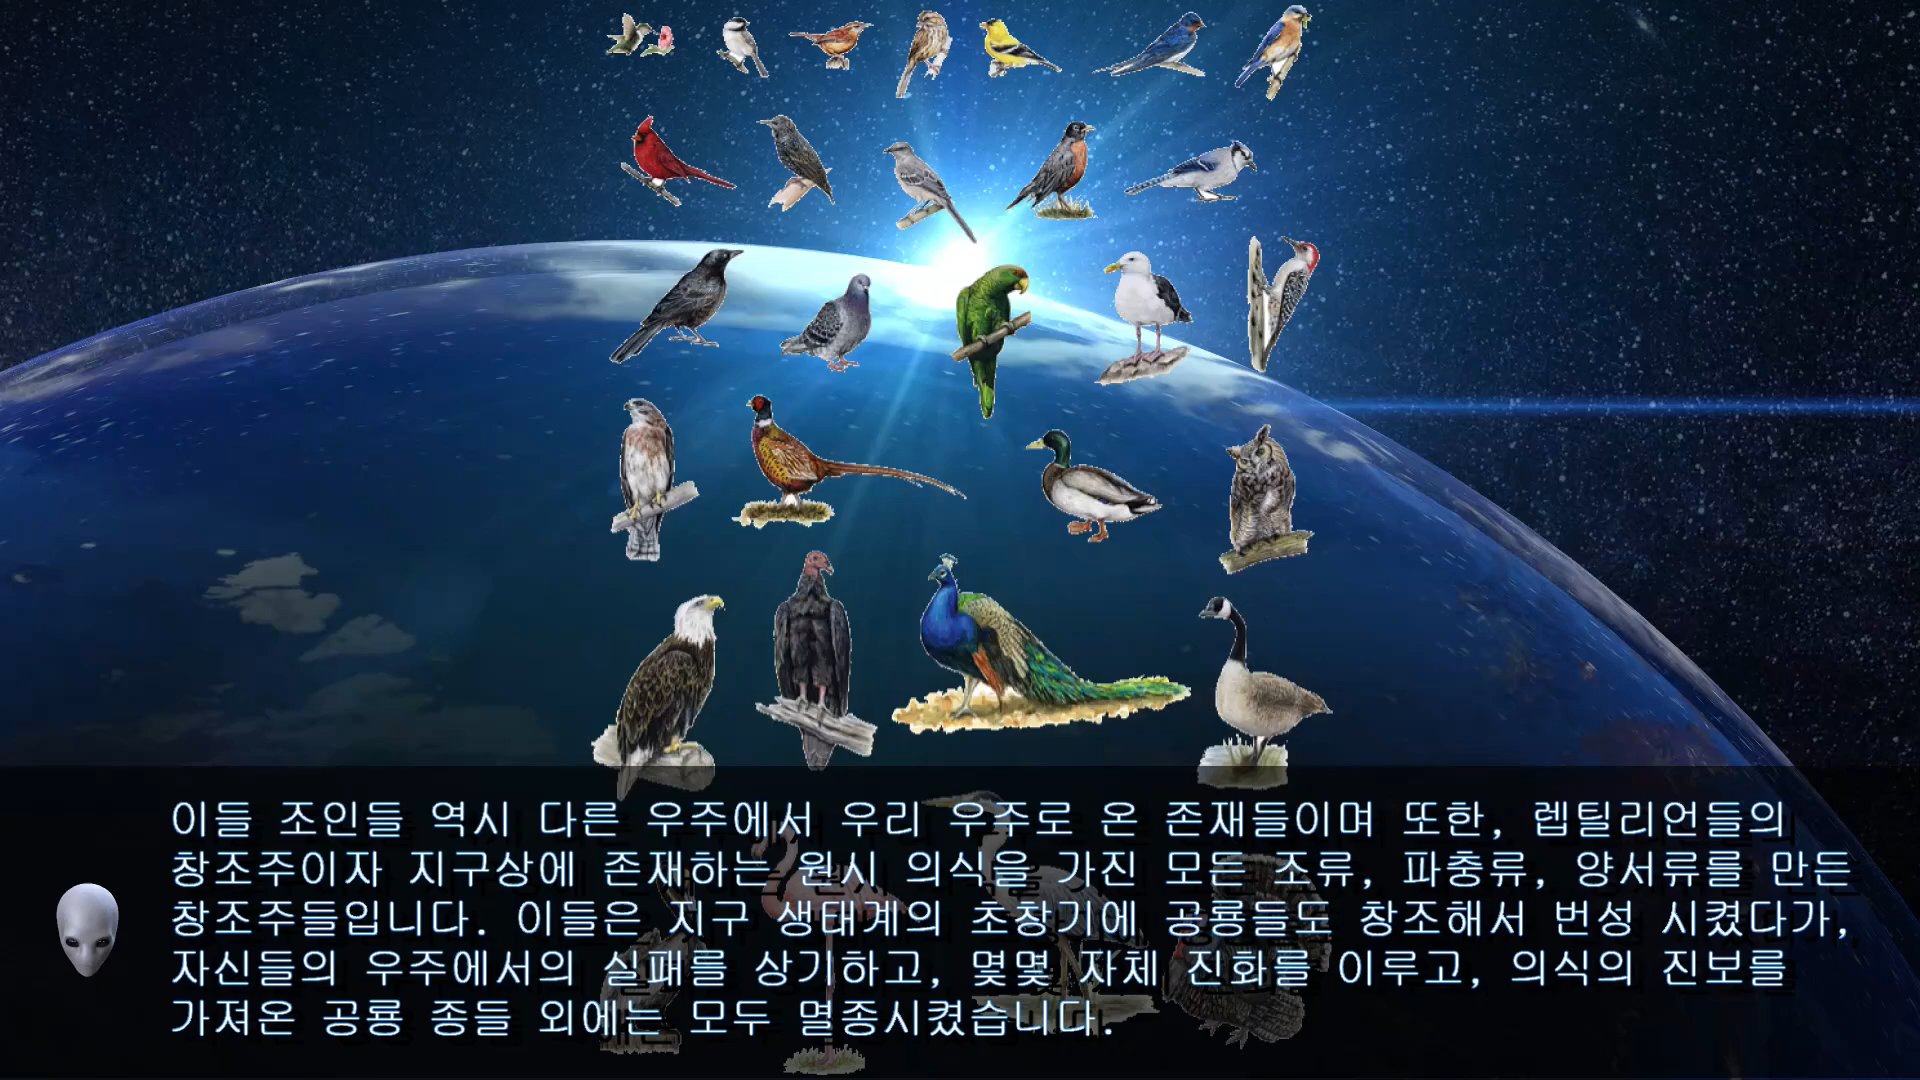 이들 조인들 역시 다른 우주에서 우리 우주로 온 존재들이며 또한, 렙틸리언들의
창조주이자 지구상에 존재하는 원시 의식을 가진 모든 조류, 파충류, 양서류를 만든
창조주들입니다. 이들은 지구 생태계의 초창기에 공룡들도 창조해서 번성 시켰다가,
자신들의 우주에서의 실패를 상기하고, 몇몇 자체 진화를 이루고, 의식의 진보를
가져온 공룡 종들 외에는 모두 멸종시켰습니다.